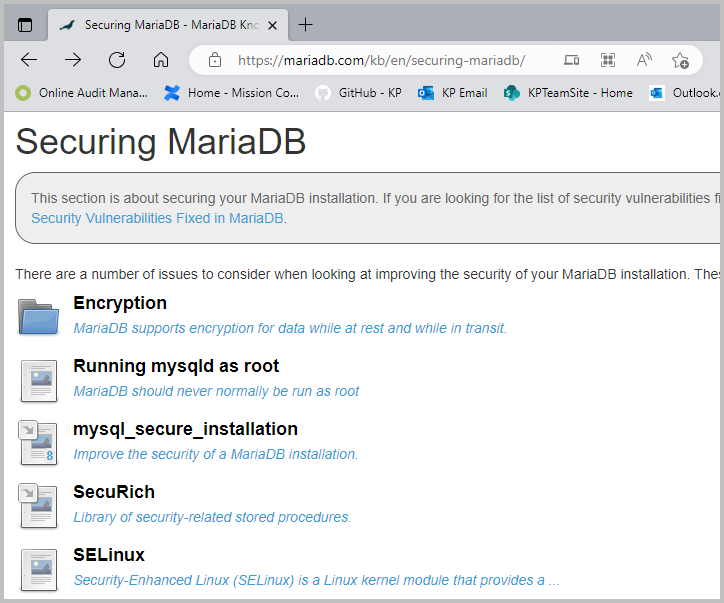 Securing MariaDB - MariaDB Kno
https://mariadb.com/kb/en/securing-mariadb/
Online Audit Mana... Home - Mission Co... GitHub - KP KP Email KPTeamSite - Home Outlook.
Securing MariaDB
This section is about securing your MariaDB installation. If you are looking for the list of security vulnerabilities
Security Vulnerabilities Fixed in MariaDB.
There are a number of issues to consider when looking at improving the security of your MariaDB installation. These
Encryption
MariaDB supports encryption for data while at rest and while in transit.
Running mysqld as root
MariaDB should never normally be run as root
mysql_secure_installation
8
Improve the security of a MariaDB installation.
SecuRich
Library of security-related stored procedures.
SELinux
Security-Enhanced Linux (SELinux) is a Linux kernel module that provides a ...